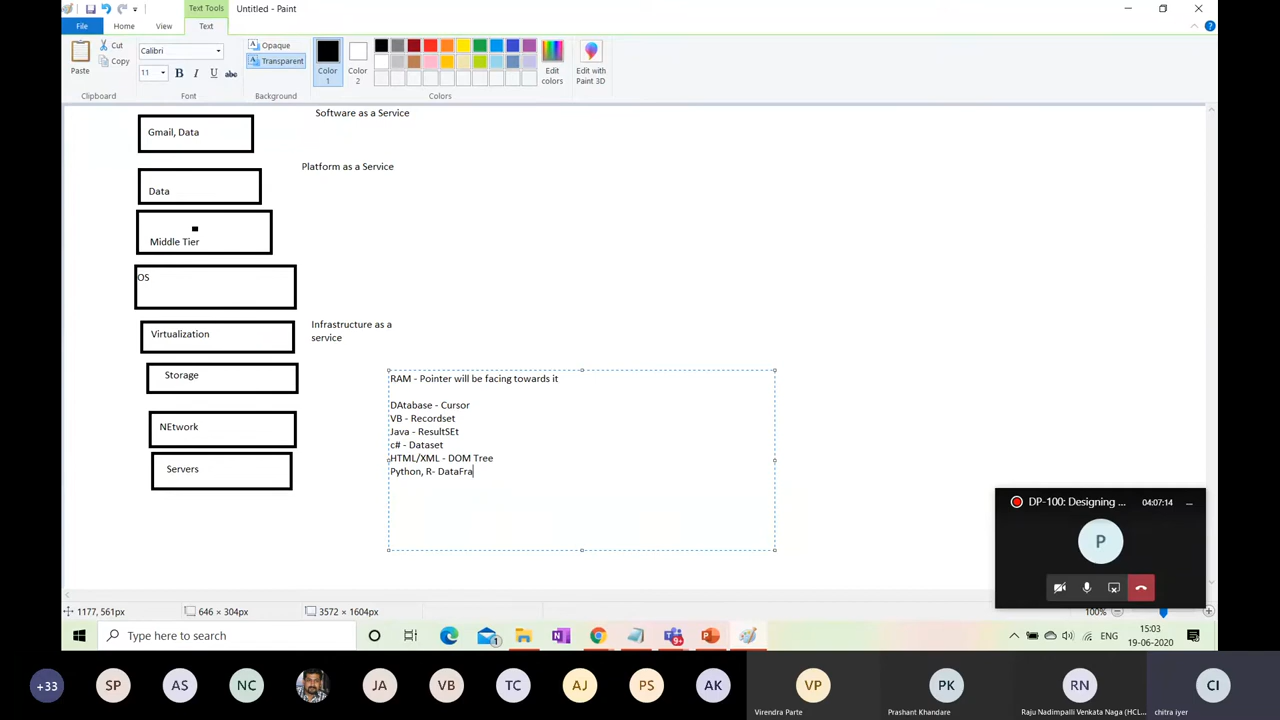 Text Tools
Untitled - Paint
File
Home
View
Text
Paste
Cut
Copy
Clipboard
Calibri
11
B
I
U
abc
Font
Opaque
Transparent
Background
Color
1
Color
2
Edit
colors
Edit with
Paint 3D
Colors
Software as a Service
Gmail, Data
Platform as a Service
Data
Middle Tier
OS
Infrastructure as a
service
Virtualization
Storage
NEtwork
Servers
RAM - Pointer will be facing towards it
DAtabase - Cursor
VB - Recordset
Java - ResultSEt
c# - Dataset
HTML/XML - DOM Tree
Python, R- DataFra
DP-100: Designing ...
04:07:14
P
1177, 561px
646 × 304px
3572 × 1604px
100%
Type here to search
1
9+
ENG
15:03
19-06-2020
+33
SP
AS
NC
JA
VB
TC
AJ
PS
AK
VP
Virendra Parte
PK
Prashant Khandare
RN
Raju Nadimpalli Venkata Naga (HCL...
CI
chitra iyer